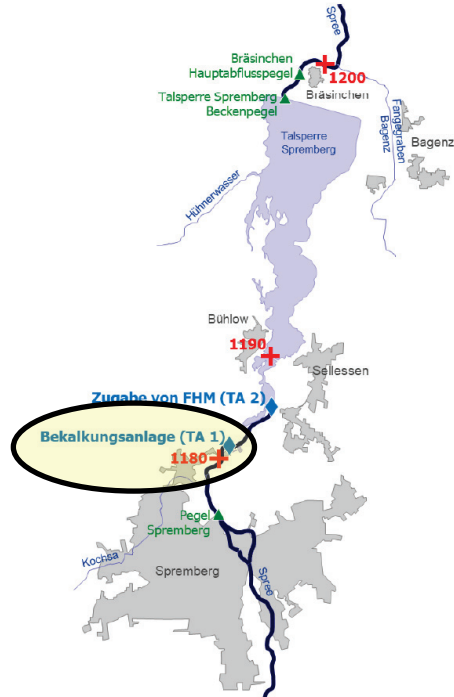 Spree
Bräsinchen
Hauptabflusspegel
1200
Bräsinchen
Talsperre Spremberg
Beckenpegel
Fangegraben
Bagenz
Talsperre
Spremberg
Bagenz
Hühnerwasser
Bühlow
1190
Sellessen
Zugabe von FHM (TA 2)
Bekalkungsanlage (TA 1)
1180
Pegel
Spremberg
Kochsa
Spremberg
Spree